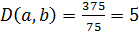 D(a, b) = 375/75 = 5